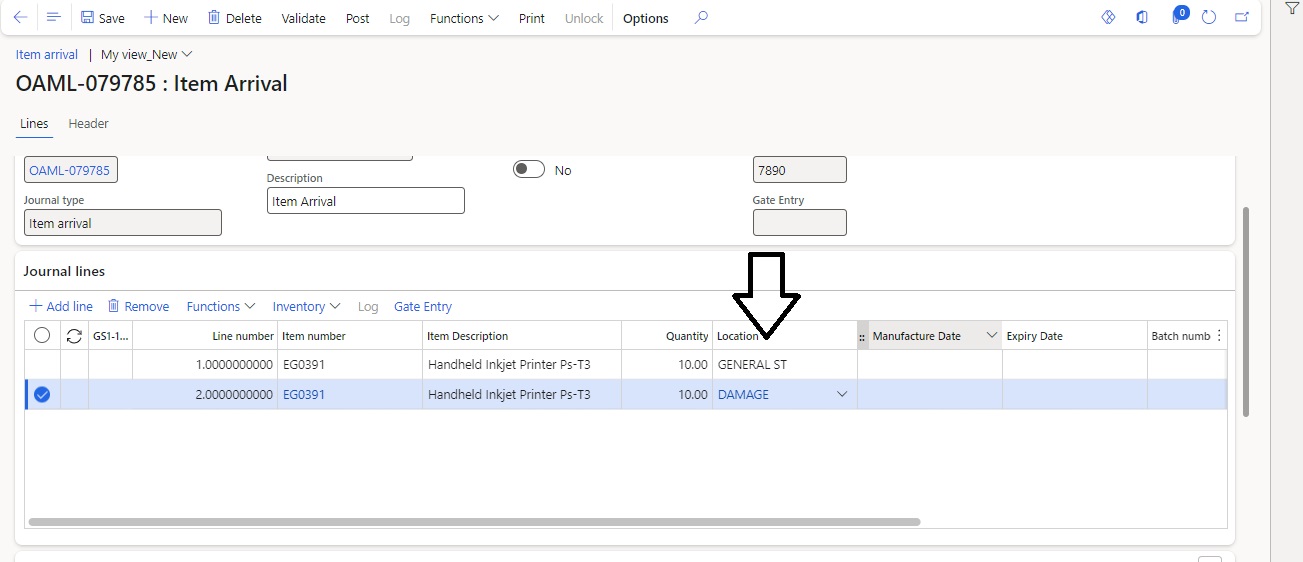 Save New Delete Validate Post Log Functions Print Unlock Options 0
Item arrival | My view_New
OAML-079785 : Item Arrival
Lines Header
OAML-079785 No 7890
Description
Item Arrival
Journal type Gate Entry
Item arrival
Journal lines
Add line Remove Functions Inventory Log Gate Entry
GS1-1... Line number Item number Item Description Quantity Location Manufacture Date Expiry Date Batch numb
1.0000000000 EG0391 Handheld Inkjet Printer Ps-T3 10.00 GENERAL ST
2.0000000000 EG0391 Handheld Inkjet Printer Ps-T3 10.00 DAMAGE